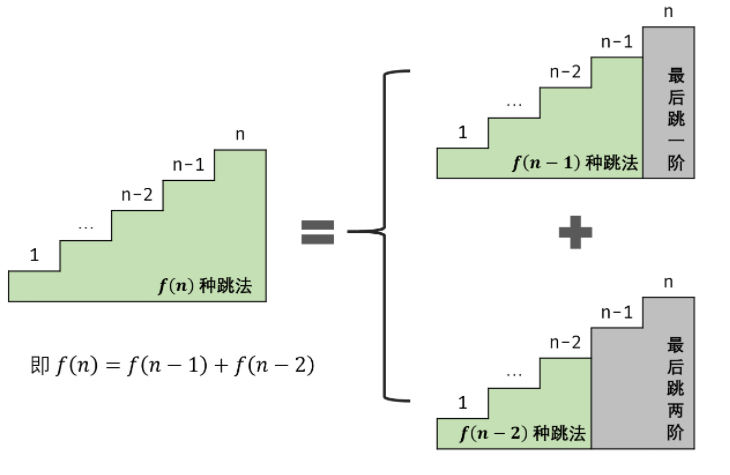 1
...
n-2
n-1
n
f(n) 种跳法
即 f(n) = f(n − 1) + f(n − 2)
1
...
n-2
n-1
n
f(n − 1) 种跳法
最后跳一阶
1
...
n-2
n-1
n
f(n − 2) 种跳法
最后跳两阶